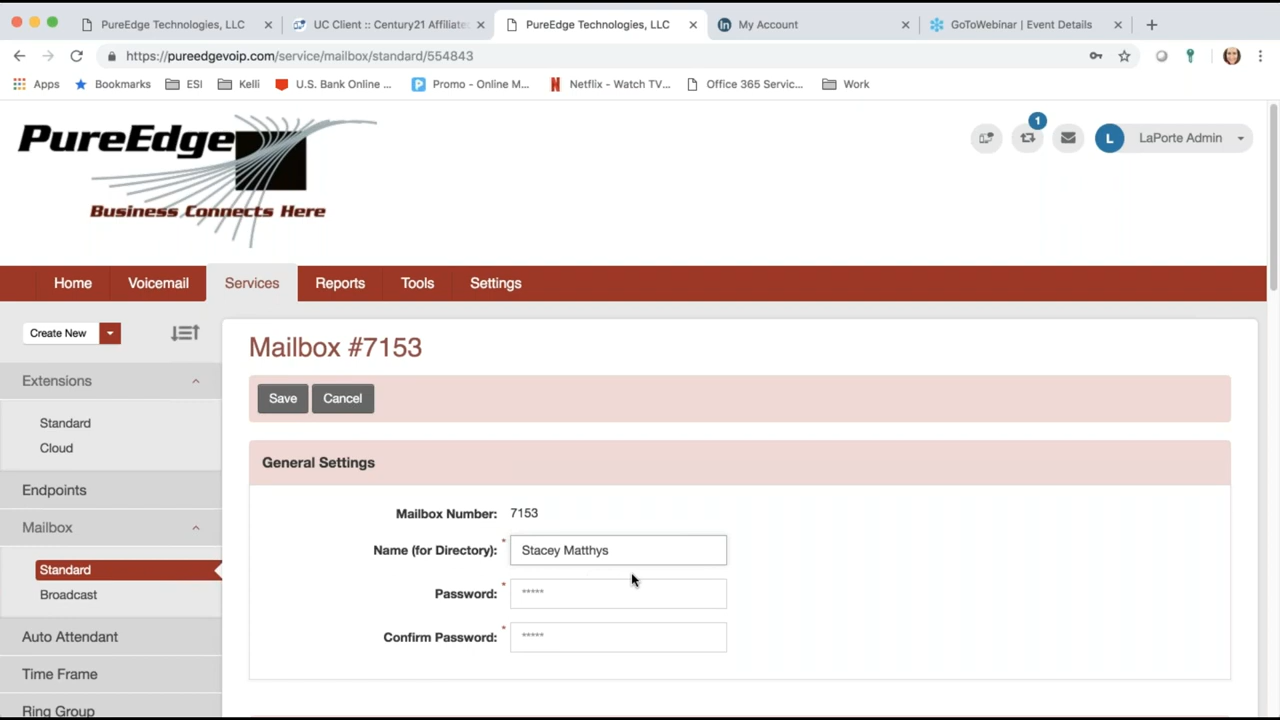 PureEdge Technologies, LLC
UC Client :: Century21 Affiliate
PureEdge Technologies, LLC
My Account
GoToWebinar | Event Details
https://pureedgevoip.com/service/mailbox/standard/554843
Apps
Bookmarks
ESI
Kelli
U.S. Bank Online ...
Promo - Online M...
Netflix - Watch TV...
Office 365 Servic...
Work
PureEdge
Business Connects Here
1
L
LaPorte Admin
Home
Voicemail
Services
Reports
Tools
Settings
Create New
Extensions
Standard
Cloud
Endpoints
Mailbox
Standard
Broadcast
Auto Attendant
Time Frame
Ring Group
Mailbox #7153
Save
Cancel
General Settings
Mailbox Number: 7153
Name (for Directory): * Stacey Matthys
Password: * *****
Confirm Password: * *****